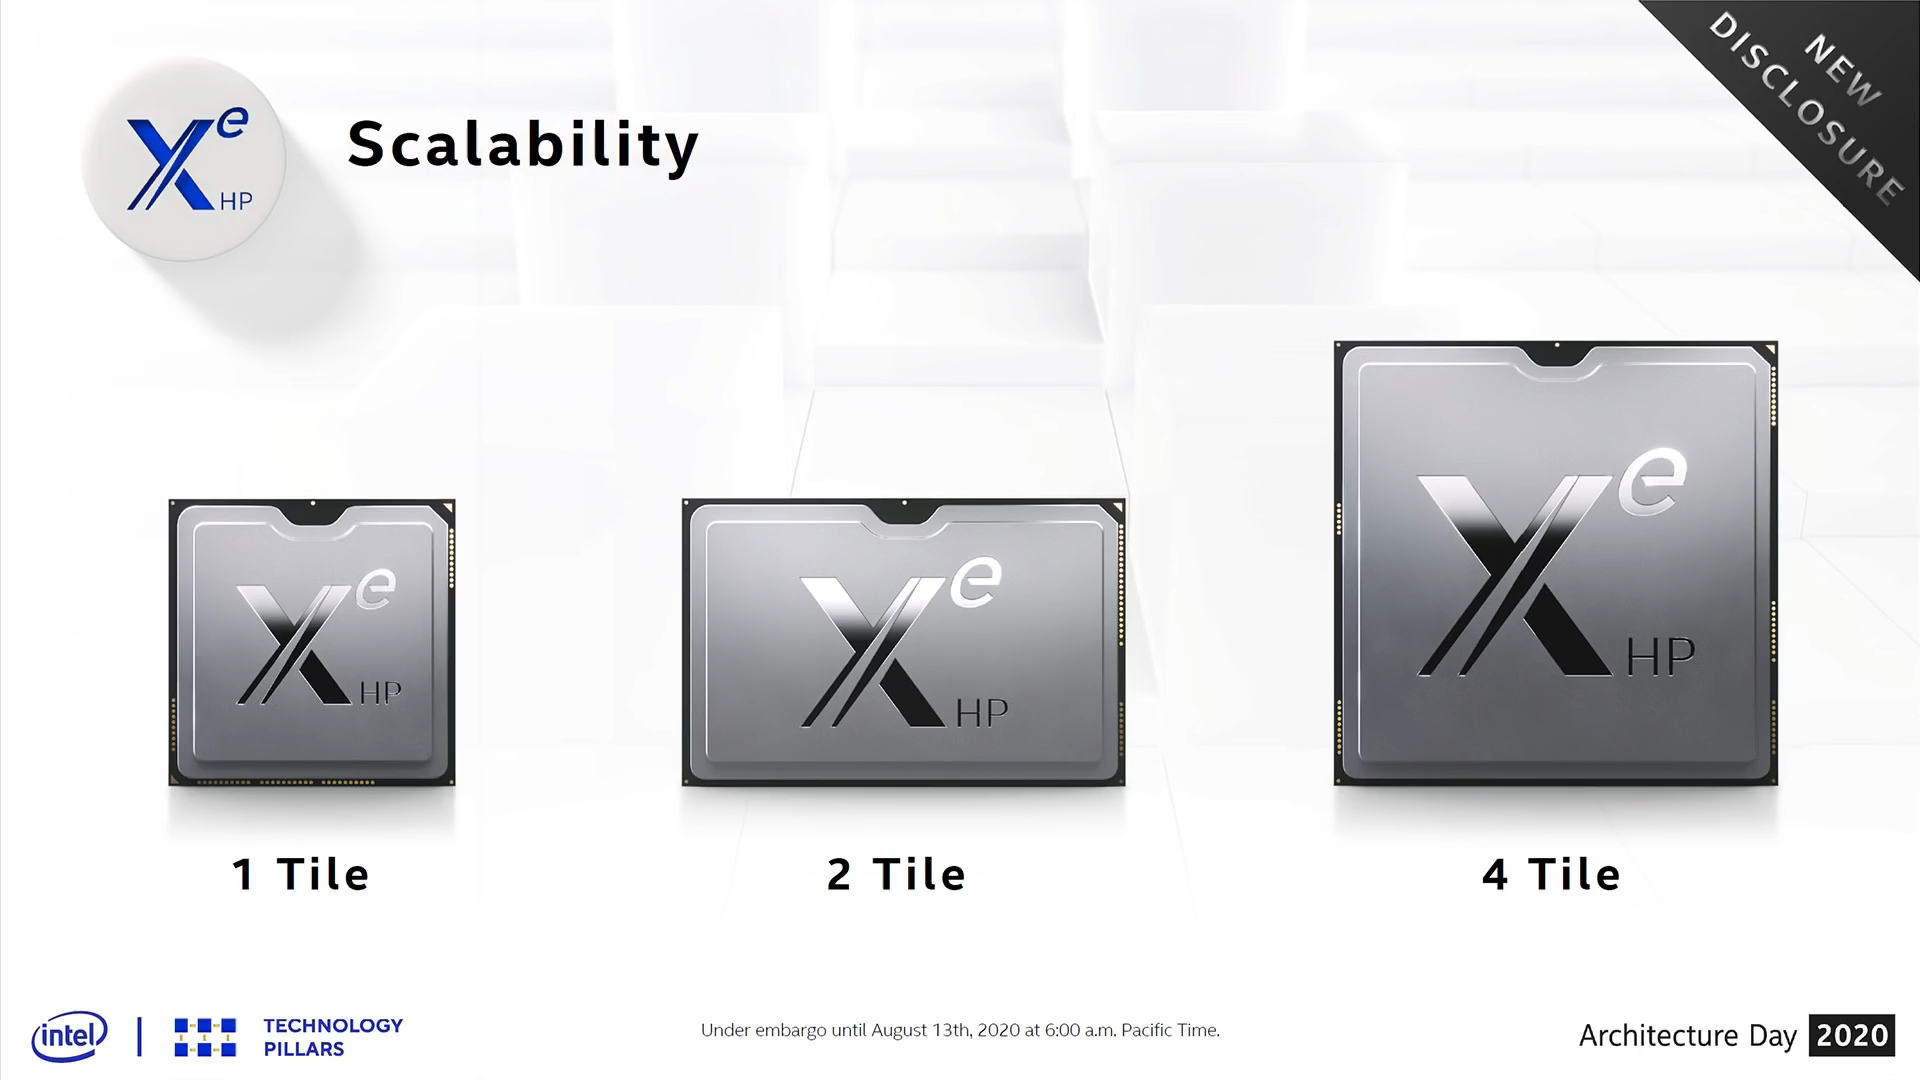 NEW
DISCLOSURE
Xe
HP
Scalability
Xe
HP
Xe
HP
Xe
HP
1 Tile
2 Tile
4 Tile
intel
TECHNOLOGY
PILLARS
Under embargo until August 13th, 2020 at 6:00 a.m. Pacific Time.
Architecture Day 2020